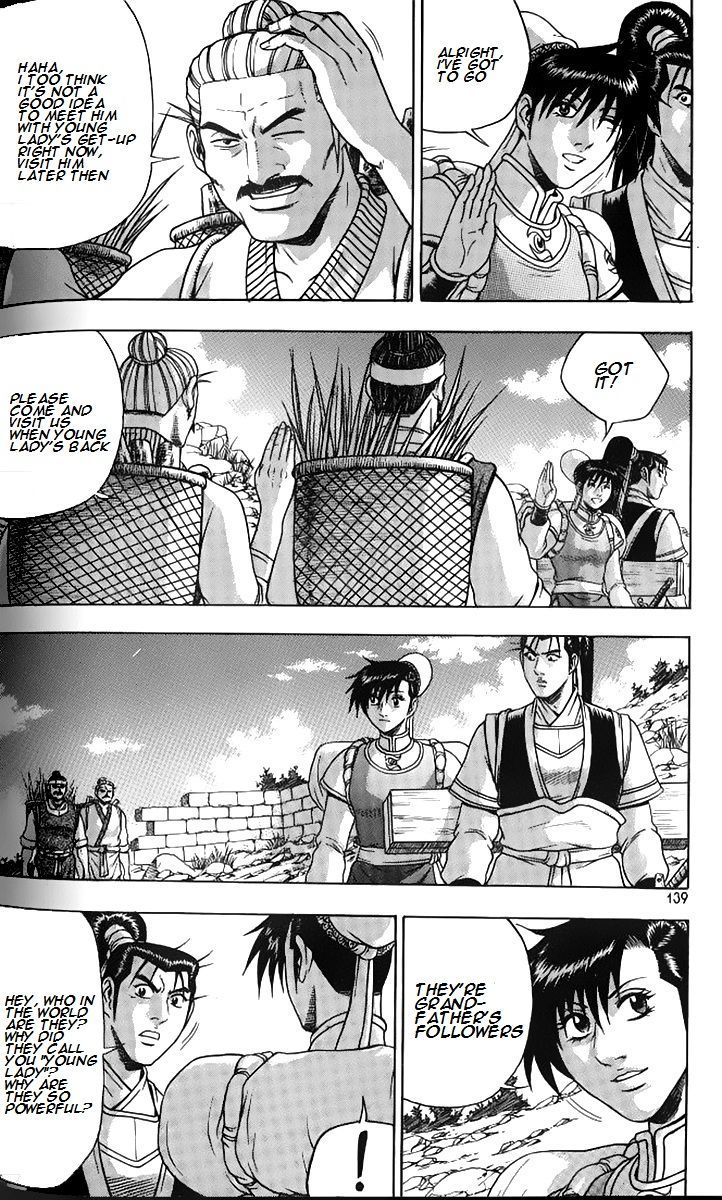 HAHA,
I TOO THINK
IT'S NOT A
GOOD IDEA
TO MEET HIM
WITH YOUNG
LADY'S GET-UP
RIGHT NOW,
VISIT HIM
LATER THEN
ALRIGHT,
I'VE GOT
TO GO
PLEASE
COME AND
VISIT US
WHEN YOUNG
LADY'S BACK
GOT
IT!
139
HEY, WHO IN
THE WORLD
ARE THEY?
WHY DID
THEY CALL
YOU "YOUNG
LADY"?
WHY ARE
THEY SO
POWERFUL?
!
THEY'RE
GRAND-
FATHER'S
FOLLOWERS